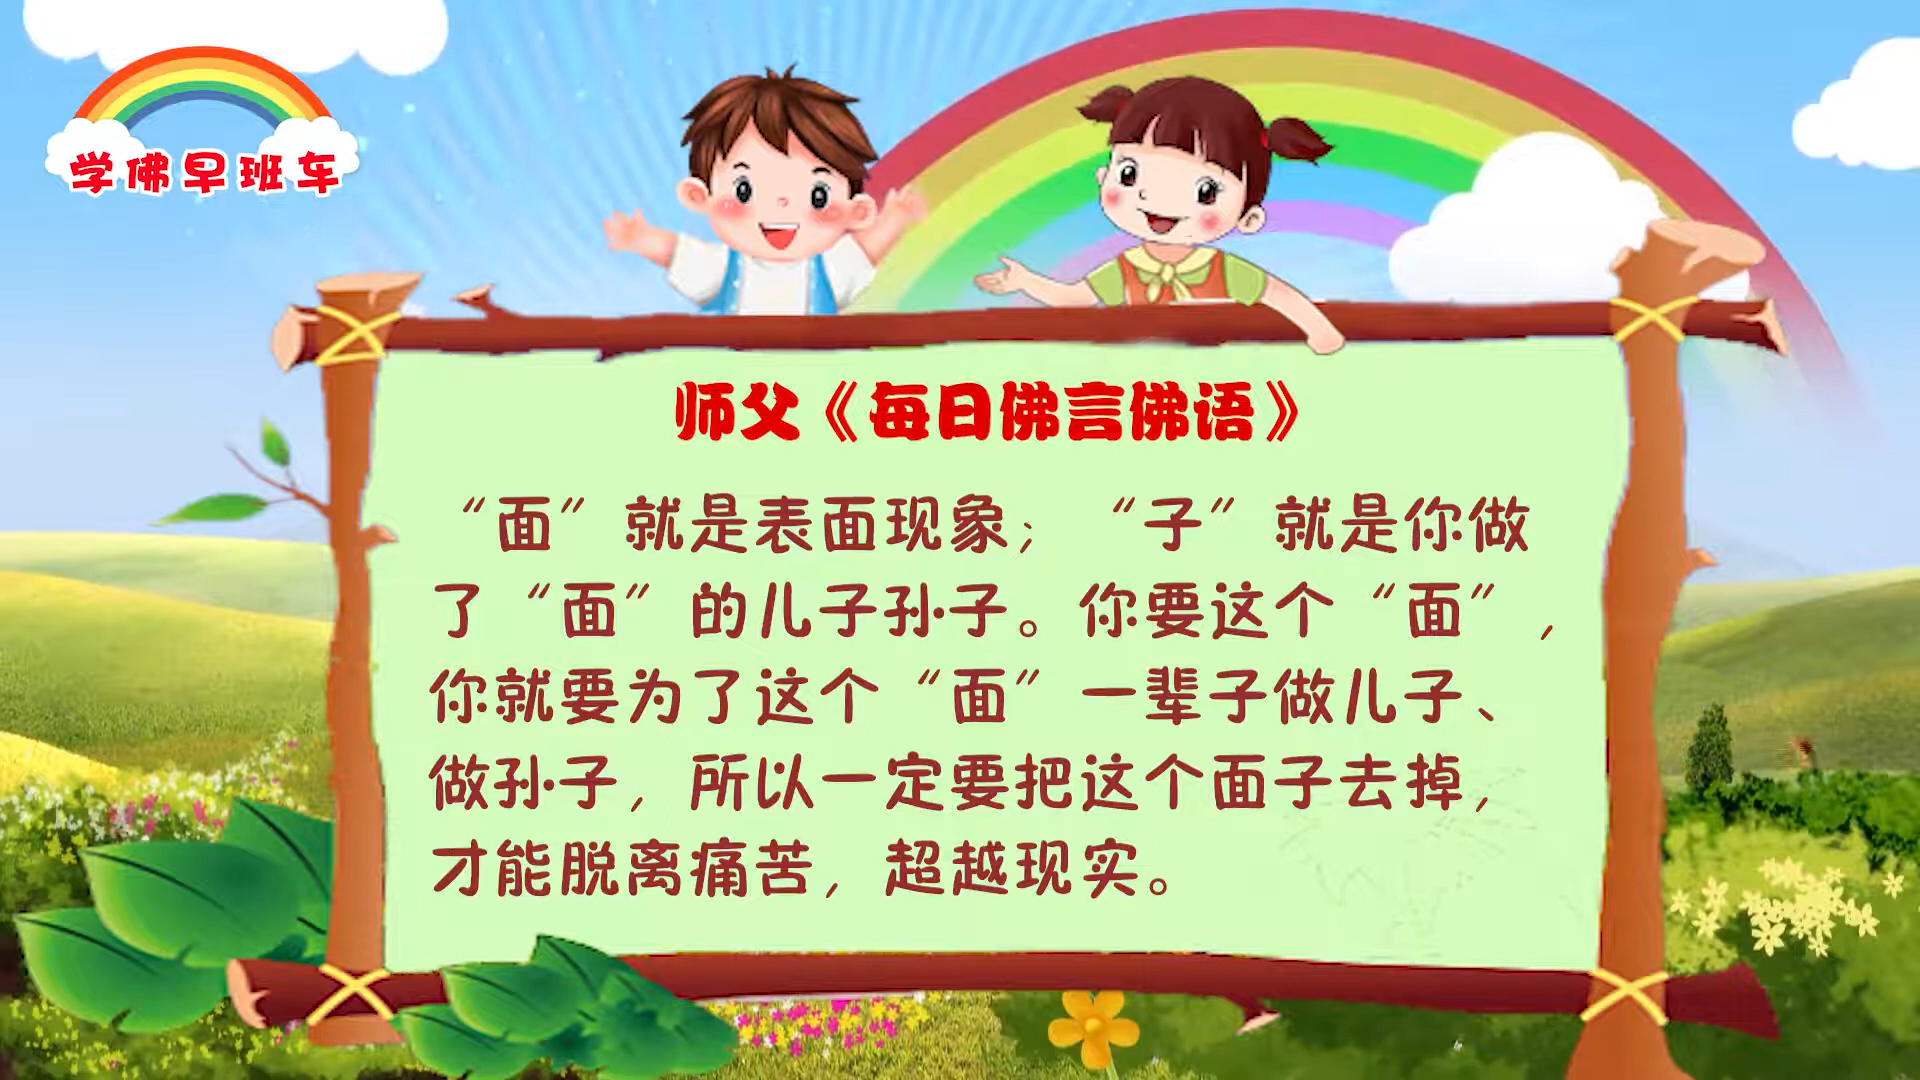 学佛早班车
师父《每日佛言佛语》
“面”就是表面现象；“子”就是你做
了“面”的儿子孙子。你要这个“面”，
你就要为了这个“面”一辈子做儿子、
做孙子，所以一定要把这个面子去掉，
才能脱离痛苦，超越现实。